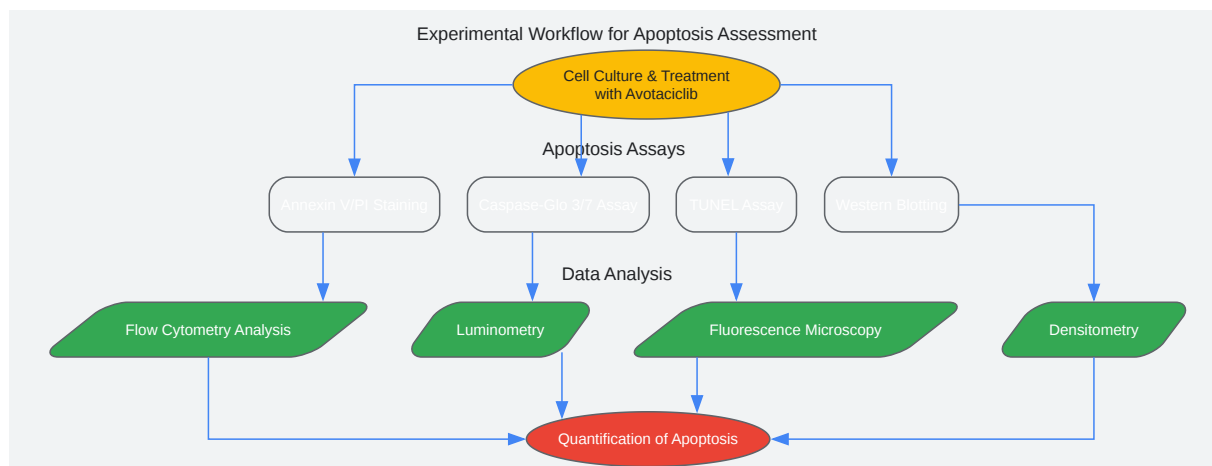 Experimental Workflow for Apoptosis Assessment
Cell Culture & Treatment
with Avotaciclib
Apoptosis Assays
Annexin V/PI Staining
Caspase-Glo 3/7 Assay
TUNEL Assay
Western Blotting
Data Analysis
Flow Cytometry Analysis
Luminometry
Fluorescence Microscopy
Densitometry
Quantification of Apoptosis